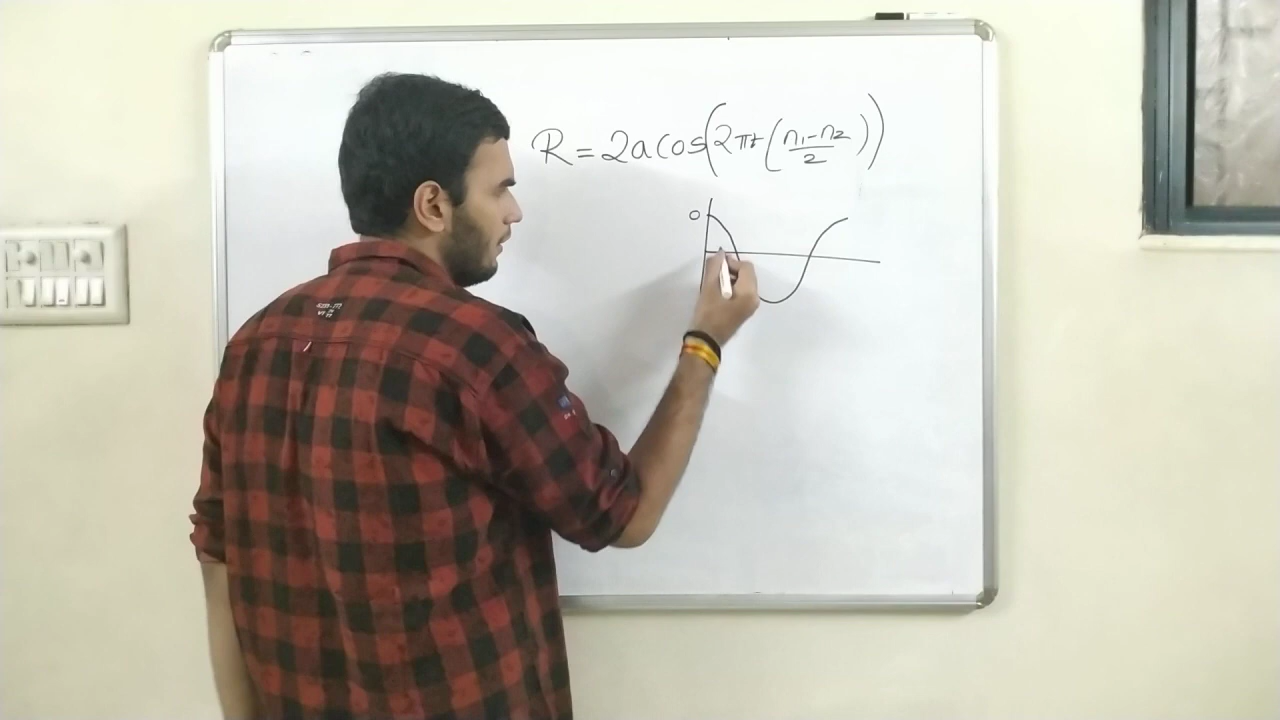 R = 2a cos(2πt(n₁-n₂/2))
0